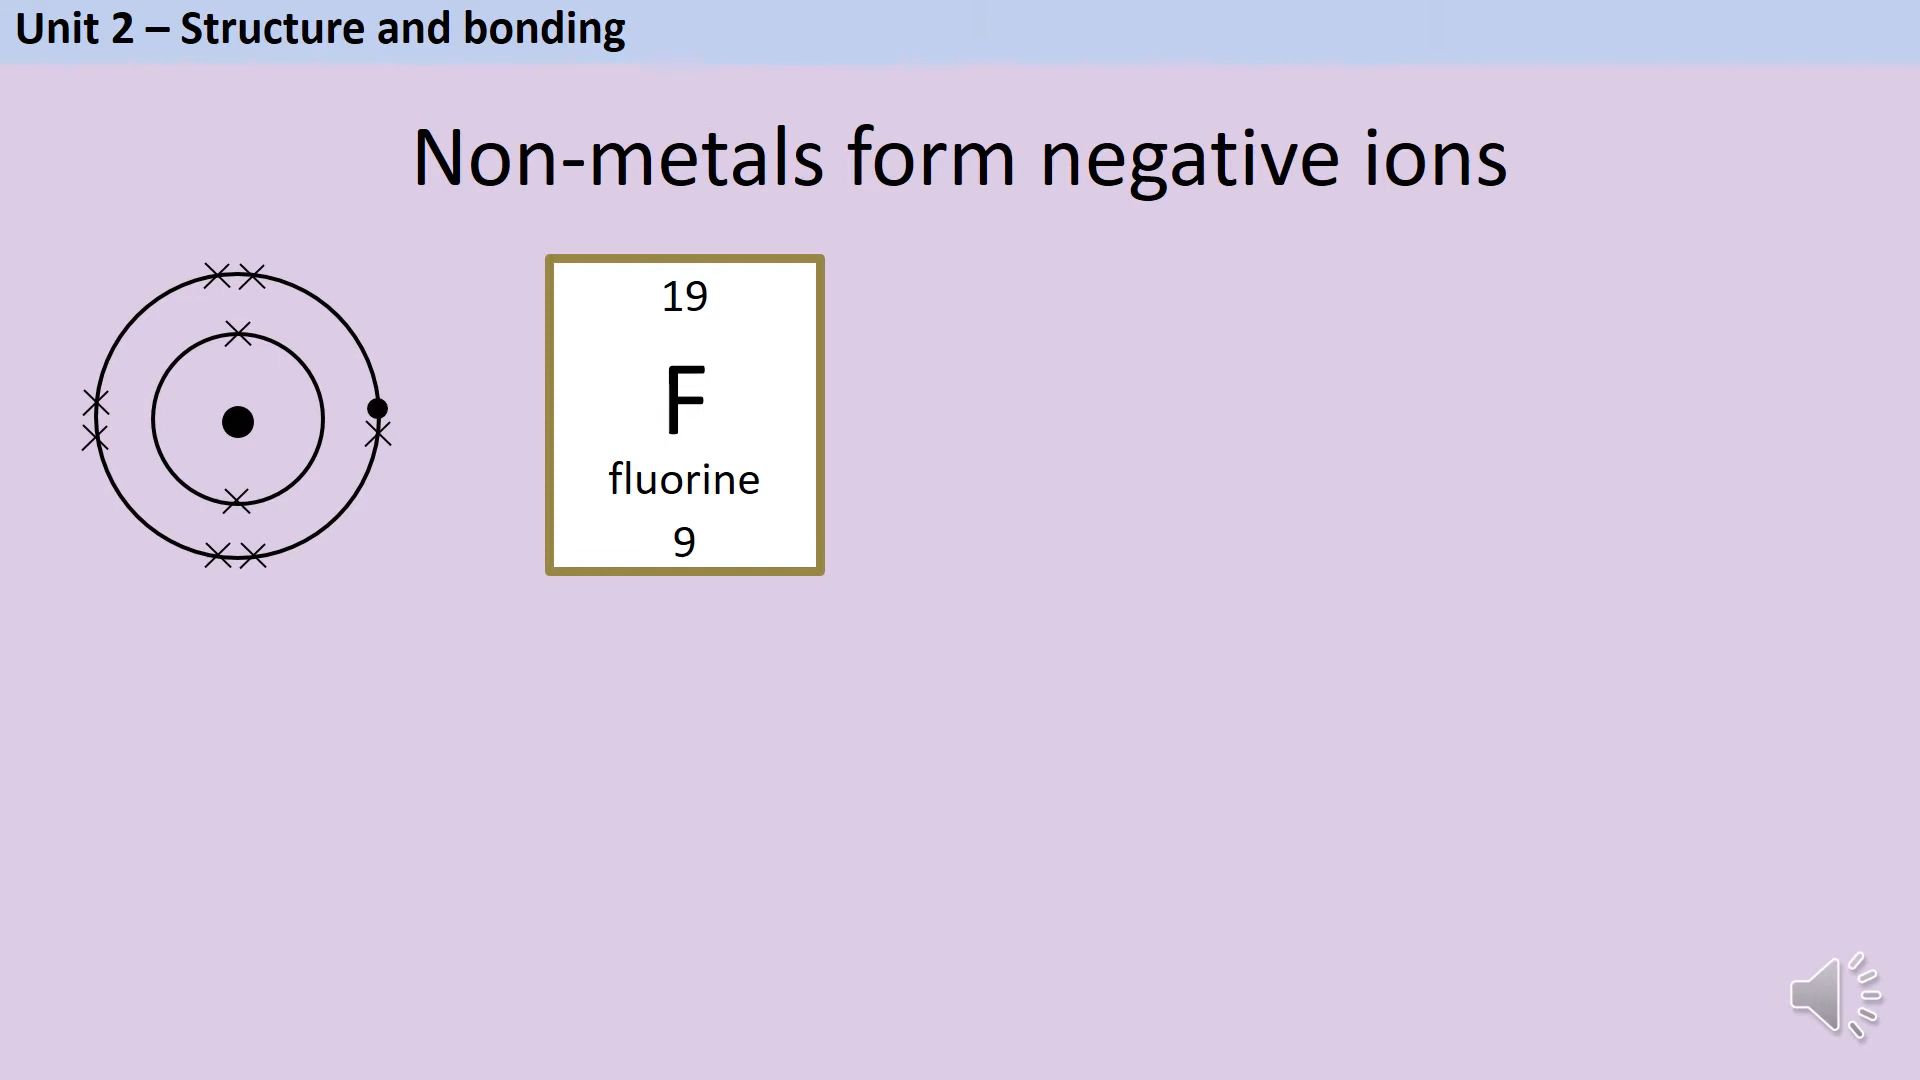 Unit 2 – Structure and bonding
Non-metals form negative ions
19
F
fluorine
9